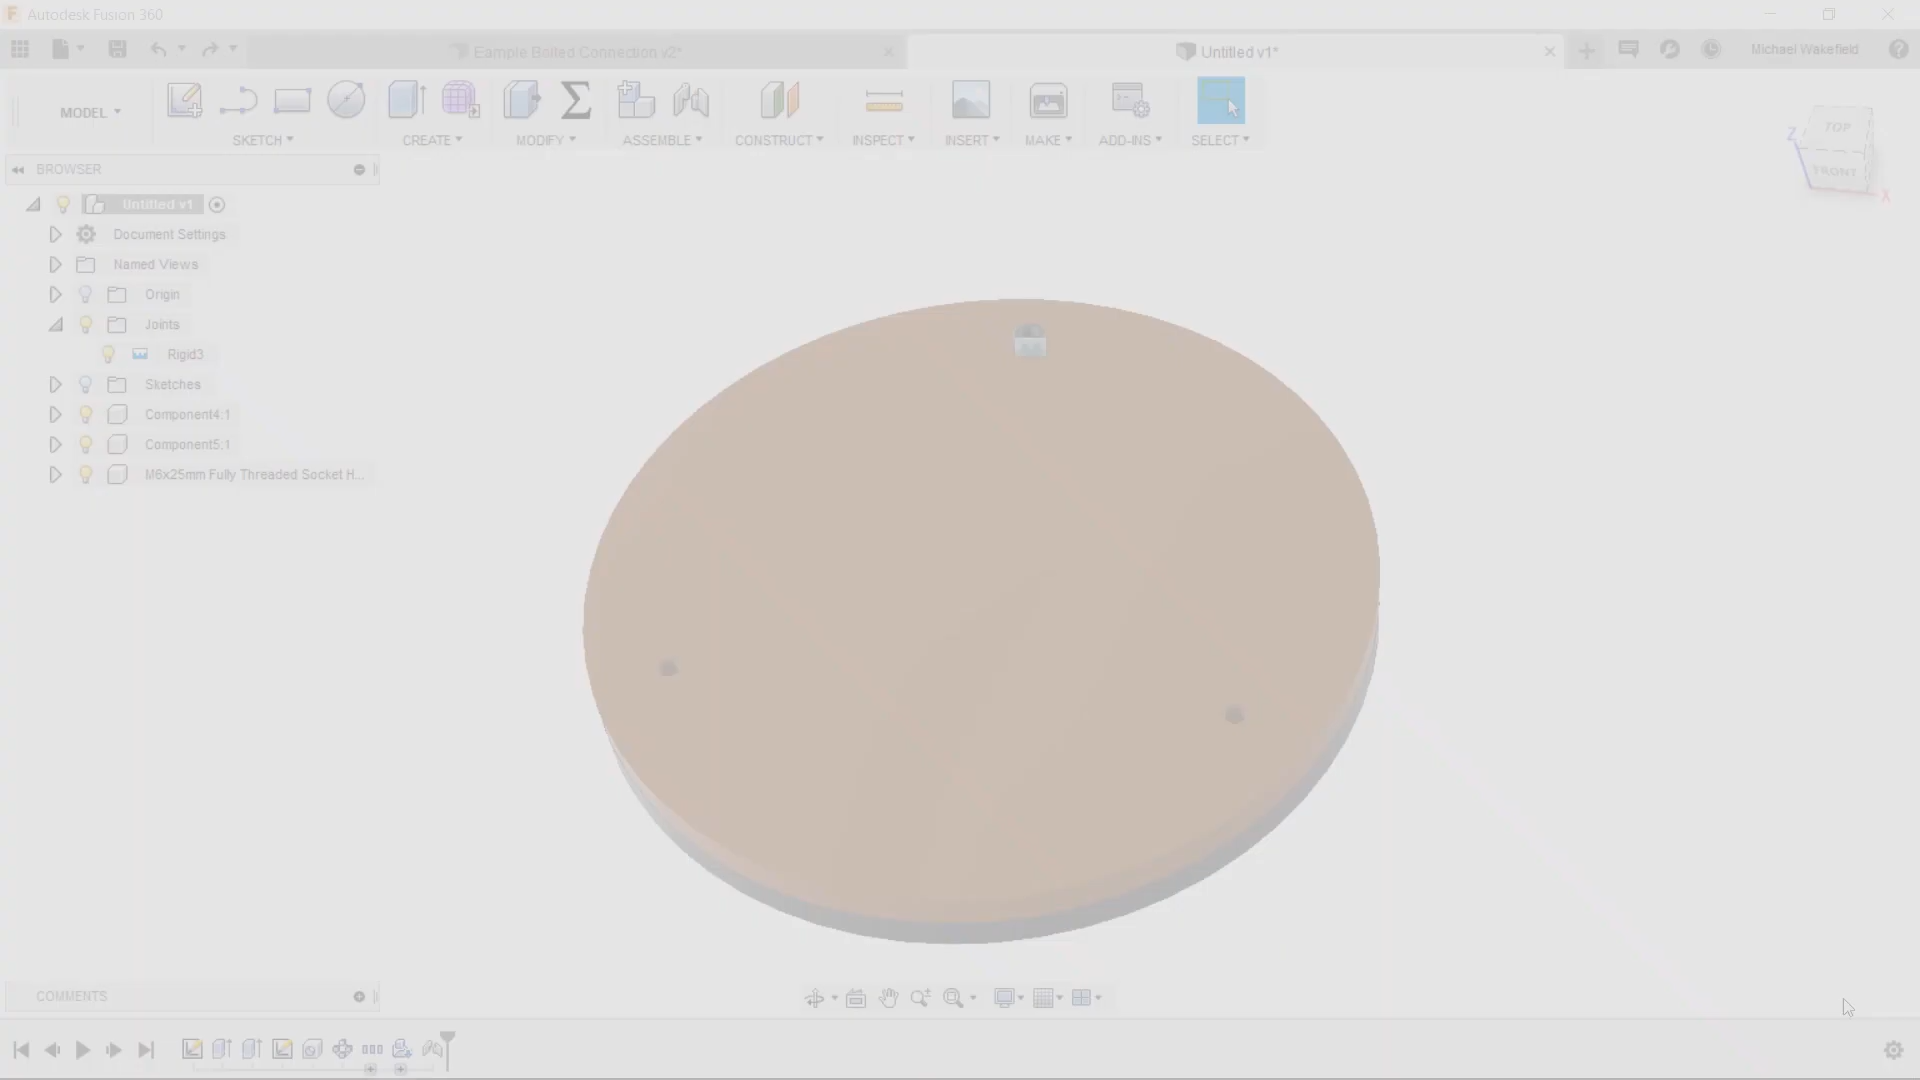 Autodesk Fusion 360
Eample Bolted Connection v2*
Untitled v1*
Michael Wakefield
MODEL
SKETCH
CREATE
MODIFY
ASSEMBLE
CONSTRUCT
INSPECT
INSERT
MAKE
ADD-INS
SELECT
TOP
FRONT
Z
X
BROWSER
Untitled v1
Document Settings
Named Views
Origin
Joints
Rigid3
Sketches
Component4:1
Component5:1
M6x25mm Fully Threaded Socket H...
COMMENTS